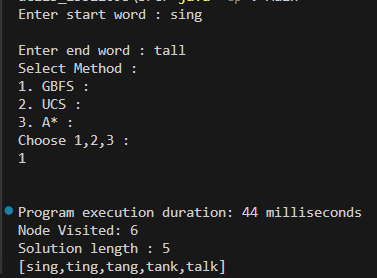 Enter start word : sing
Enter end word : tall
Select Method :
1. GBFS :
2. UCS :
3. A* :
Choose 1,2,3 :
1
Program execution duration: 44 milliseconds
Node Visited: 6
Solution length : 5
[sing,ting,tang,tank,talk]